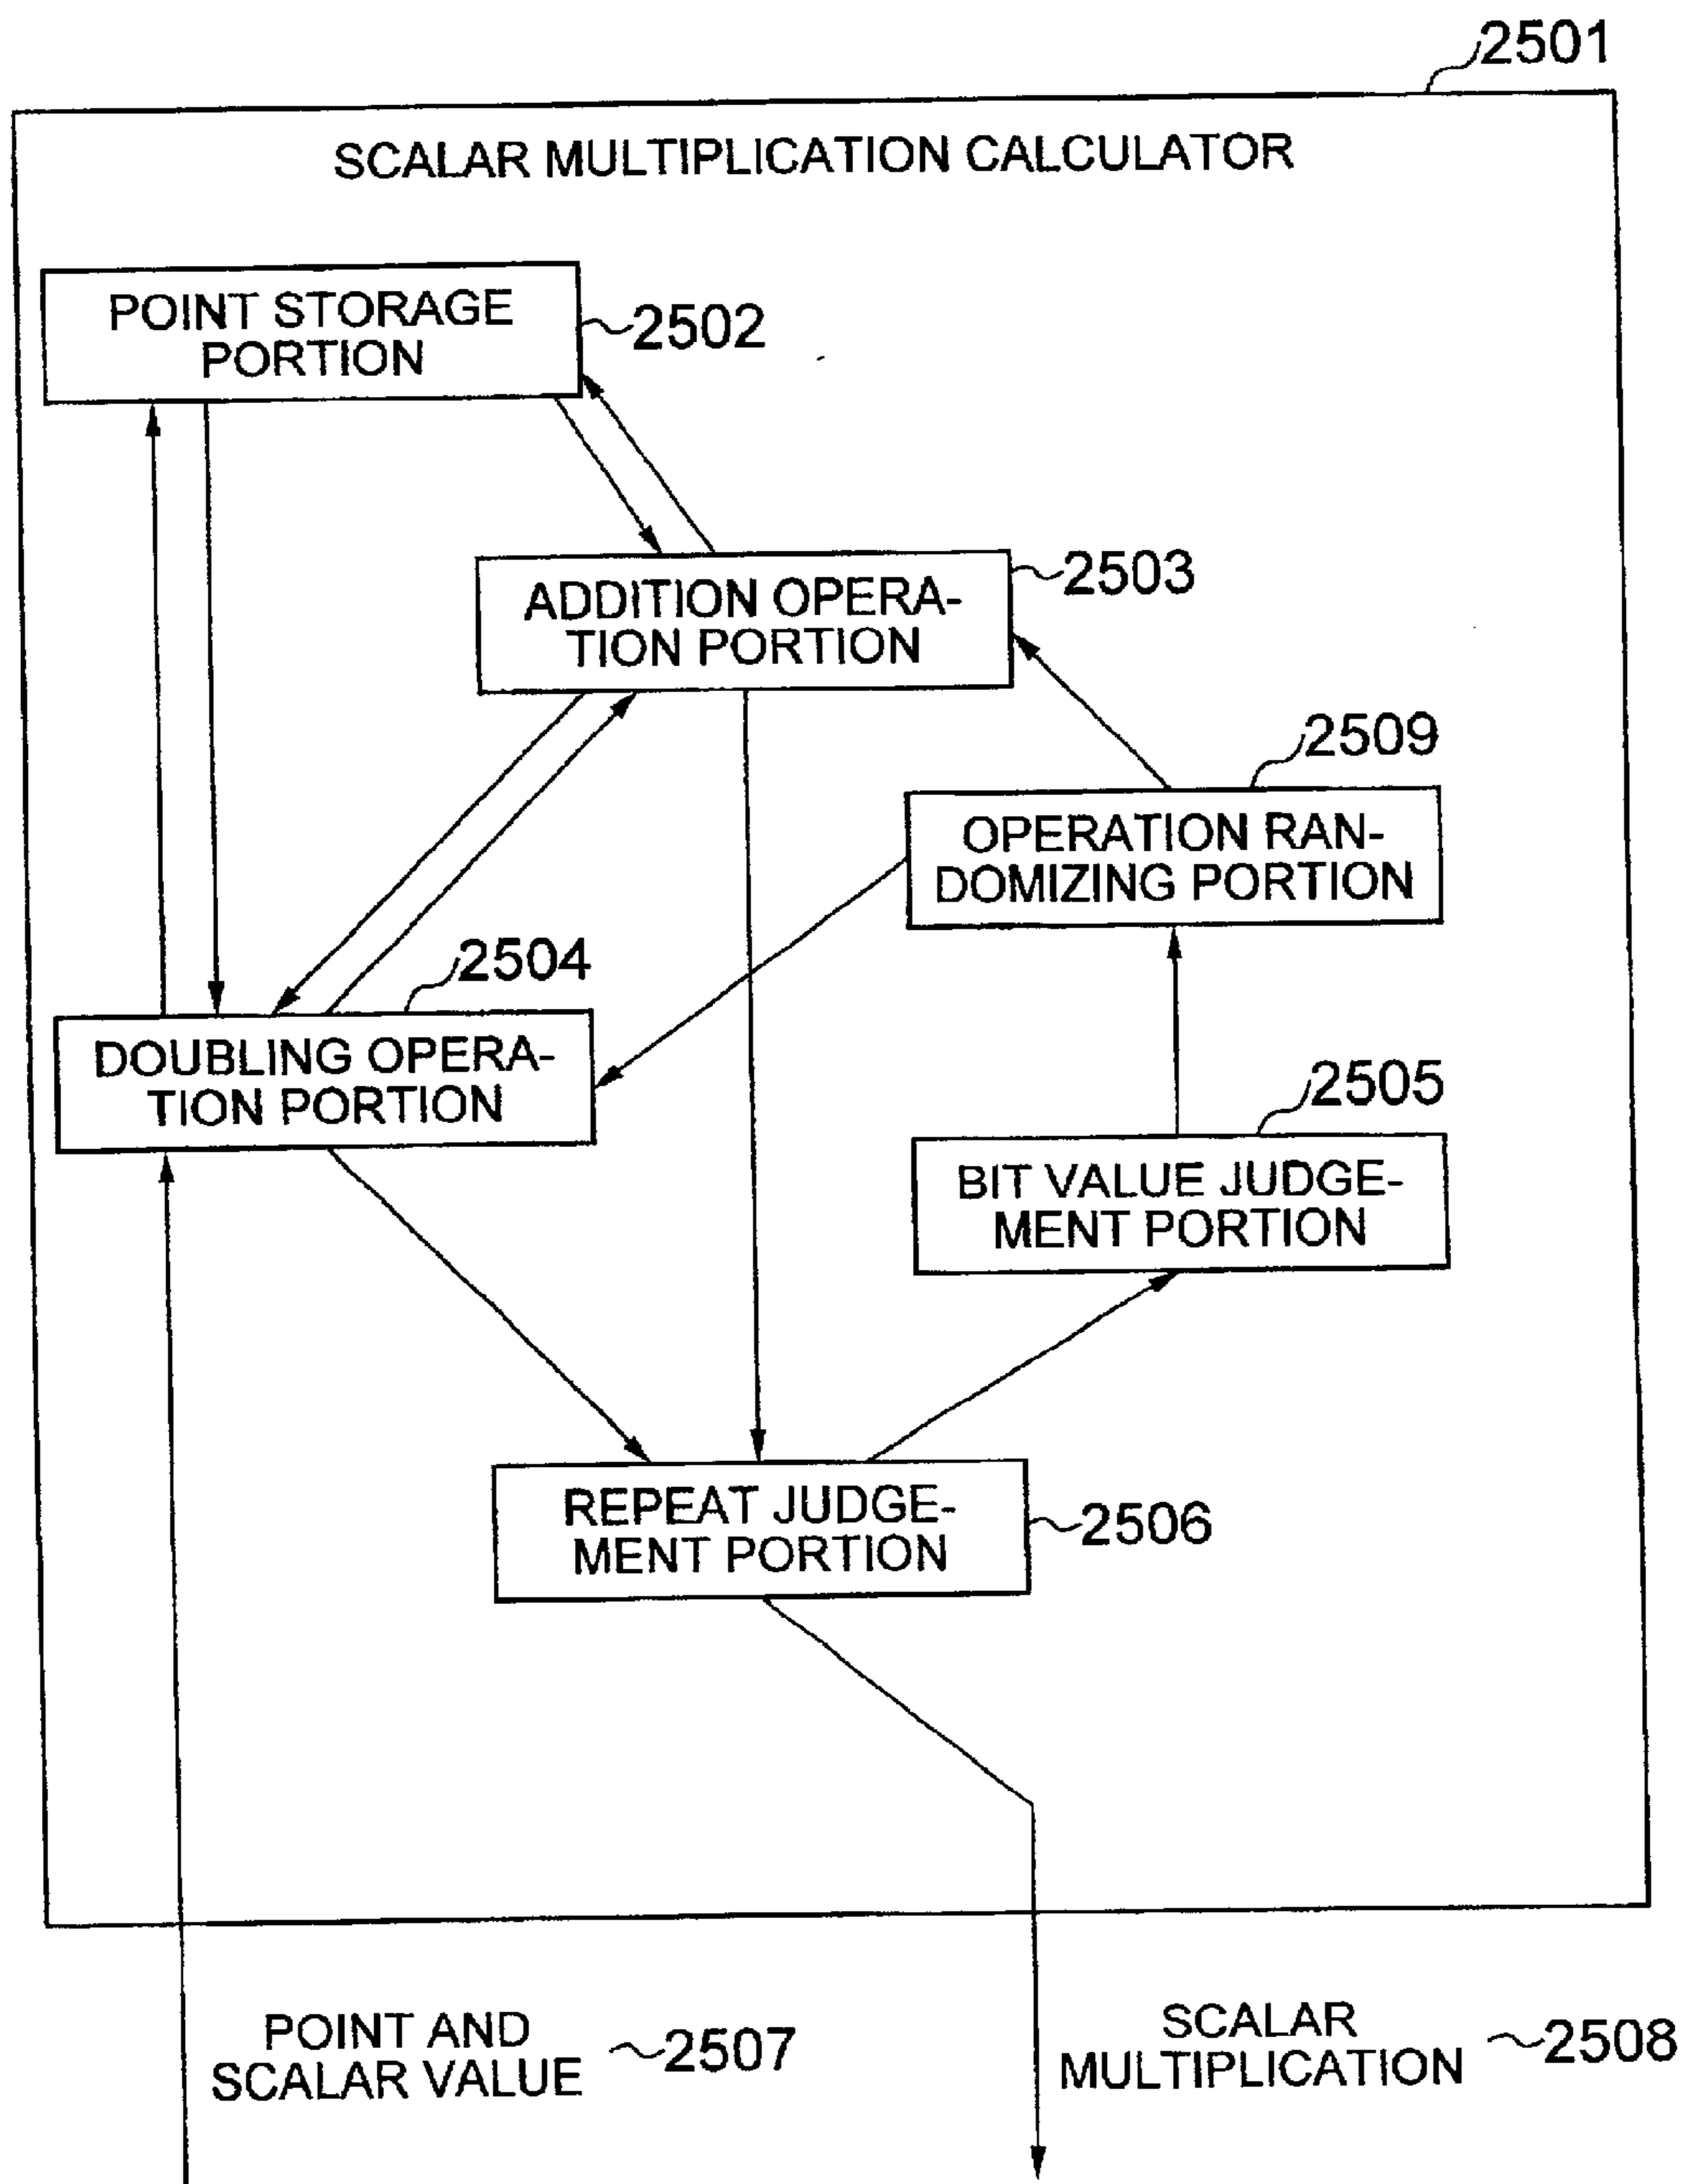 2501
SCALAR MULTIPLICATION CALCULATOR
POINT STORAGE
PORTION
2502
ADDITION OPERA-
TION PORTION
2503
2509
OPERATION RAN-
DOMIZING PORTION
2504
DOUBLING OPERA-
TION PORTION
2505
BIT VALUE JUDGE-
MENT PORTION
REPEAT JUDGE-
MENT PORTION
2506
POINT AND
SCALAR VALUE
2507
SCALAR
MULTIPLICATION
2508